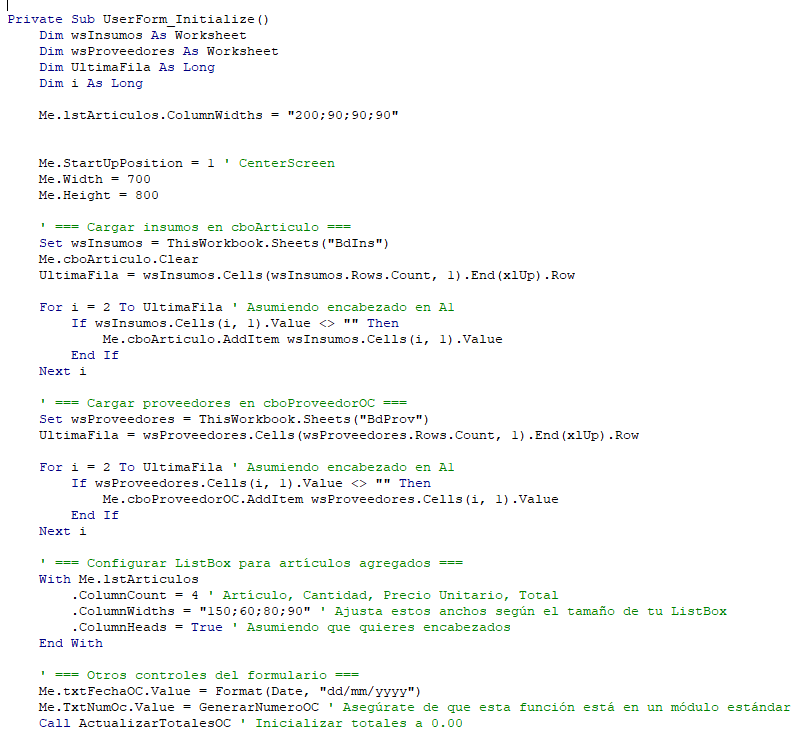 Private Sub UserForm_Initialize()
    Dim wsInsumos As Worksheet
    Dim wsProveedores As Worksheet
    Dim UltimaFila As Long
    Dim i As Long

    Me.lstArticulos.ColumnWidths = "200;90;90;90"


    Me.StartUpPosition = 1 ' CenterScreen
    Me.Width = 700
    Me.Height = 800

    ' === Cargar insumos en cboArticulo ===
    Set wsInsumos = ThisWorkbook.Sheets("BdIns")
    Me.cboArticulo.Clear
    UltimaFila = wsInsumos.Cells(wsInsumos.Rows.Count, 1).End(xlUp).Row

    For i = 2 To UltimaFila ' Asumiendo encabezado en A1
        If wsInsumos.Cells(i, 1).Value <> "" Then
            Me.cboArticulo.AddItem wsInsumos.Cells(i, 1).Value
        End If
    Next i

    ' === Cargar proveedores en cboProveedorOC ===
    Set wsProveedores = ThisWorkbook.Sheets("BdProv")
    UltimaFila = wsProveedores.Cells(wsProveedores.Rows.Count, 1).End(xlUp).Row

    For i = 2 To UltimaFila ' Asumiendo encabezado en A1
        If wsProveedores.Cells(i, 1).Value <> "" Then
            Me.cboProveedorOC.AddItem wsProveedores.Cells(i, 1).Value
        End If
    Next i

    ' === Configurar ListBox para artículos agregados ===
    With Me.lstArticulos
        .ColumnCount = 4 ' Artículo, Cantidad, Precio Unitario, Total
        .ColumnWidths = "150;60;80;90" ' Ajusta estos anchos según el tamaño de tu ListBox
        .ColumnHeads = True ' Asumiendo que quieres encabezados
    End With

    ' === Otros controles del formulario ===
    Me.txtFechaOC.Value = Format(Date, "dd/mm/yyyy")
    Me.TxtNumOc.Value = GenerarNumeroOC ' Asegúrate de que esta función está en un módulo estándar
    Call ActualizarTotalesOC ' Inicializar totales a 0.00